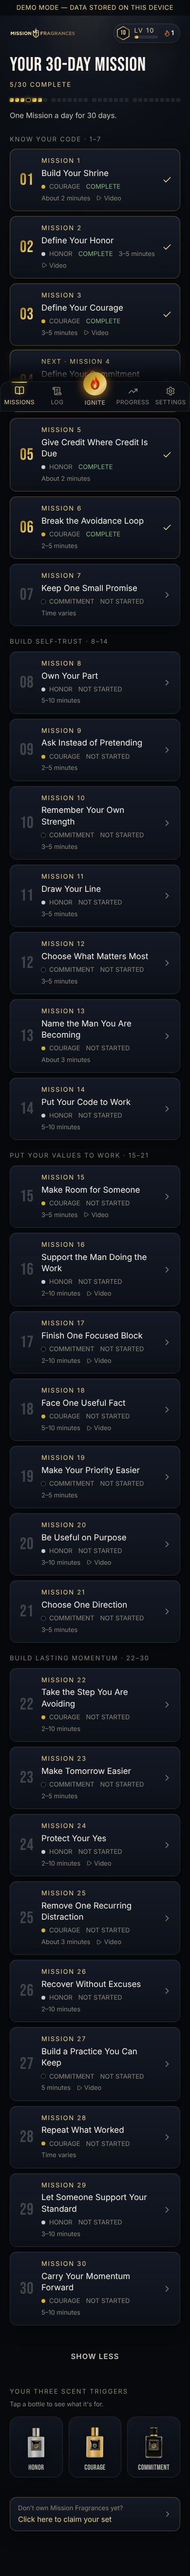 DEMO MODE — DATA STORED ON THIS DEVICE
MISSION FRAGRANCES
10
LV 10
1
YOUR 30-DAY MISSION
5/30 COMPLETE
One Mission a day for 30 days.
KNOW YOUR CODE · 1–7
MISSION 1
01
Build Your Shrine
COURAGE COMPLETE
About 2 minutes Video
MISSION 2
02
Define Your Honor
HONOR COMPLETE 3–5 minutes
Video
MISSION 3
03
Define Your Courage
COURAGE COMPLETE
3–5 minutes Video
NEXT · MISSION 4
04
Define Your Commitment
MISSIONS
LOG
IGNITE
PROGRESS
SETTINGS
MISSION 5
05
Give Credit Where Credit Is
Due
HONOR COMPLETE
About 2 minutes
MISSION 6
06
Break the Avoidance Loop
COURAGE COMPLETE
2–5 minutes
MISSION 7
07
Keep One Small Promise
COMMITMENT NOT STARTED
Time varies
BUILD SELF-TRUST · 8–14
MISSION 8
08
Own Your Part
HONOR NOT STARTED
5–10 minutes
MISSION 9
09
Ask Instead of Pretending
COURAGE NOT STARTED
2–5 minutes
MISSION 10
10
Remember Your Own
Strength
COMMITMENT NOT STARTED
3–5 minutes
MISSION 11
11
Draw Your Line
HONOR NOT STARTED
3–5 minutes
MISSION 12
12
Choose What Matters Most
COMMITMENT NOT STARTED
3–5 minutes
MISSION 13
13
Name the Man You Are
Becoming
COURAGE NOT STARTED
About 3 minutes
MISSION 14
14
Put Your Code to Work
HONOR NOT STARTED
5–10 minutes
PUT YOUR VALUES TO WORK · 15–21
MISSION 15
15
Make Room for Someone
COURAGE NOT STARTED
3–5 minutes Video
MISSION 16
16
Support the Man Doing the
Work
HONOR NOT STARTED
2–10 minutes Video
MISSION 17
17
Finish One Focused Block
COMMITMENT NOT STARTED
2–10 minutes Video
MISSION 18
18
Face One Useful Fact
COURAGE NOT STARTED
5–10 minutes Video
MISSION 19
19
Make Your Priority Easier
COMMITMENT NOT STARTED
2–5 minutes
MISSION 20
20
Be Useful on Purpose
HONOR NOT STARTED
3–10 minutes Video
MISSION 21
21
Choose One Direction
COMMITMENT NOT STARTED
3–5 minutes
BUILD LASTING MOMENTUM · 22–30
MISSION 22
22
Take the Step You Are
Avoiding
COURAGE NOT STARTED
2–10 minutes
MISSION 23
23
Make Tomorrow Easier
COMMITMENT NOT STARTED
2–5 minutes
MISSION 24
24
Protect Your Yes
HONOR NOT STARTED
2–10 minutes Video
MISSION 25
25
Remove One Recurring
Distraction
COURAGE NOT STARTED
About 3 minutes Video
MISSION 26
26
Recover Without Excuses
HONOR NOT STARTED
2–10 minutes
MISSION 27
27
Build a Practice You Can
Keep
COMMITMENT NOT STARTED
5 minutes Video
MISSION 28
28
Repeat What Worked
COURAGE NOT STARTED
Time varies
MISSION 29
29
Let Someone Support Your
Standard
HONOR NOT STARTED
3–10 minutes
MISSION 30
30
Carry Your Momentum
Forward
COURAGE NOT STARTED
5–10 minutes
SHOW LESS
YOUR THREE SCENT TRIGGERS
Tap a bottle to see what it's for.
HONOR
COURAGE
COMMITMENT
Don't own Mission Fragrances yet?
Click here to claim your set